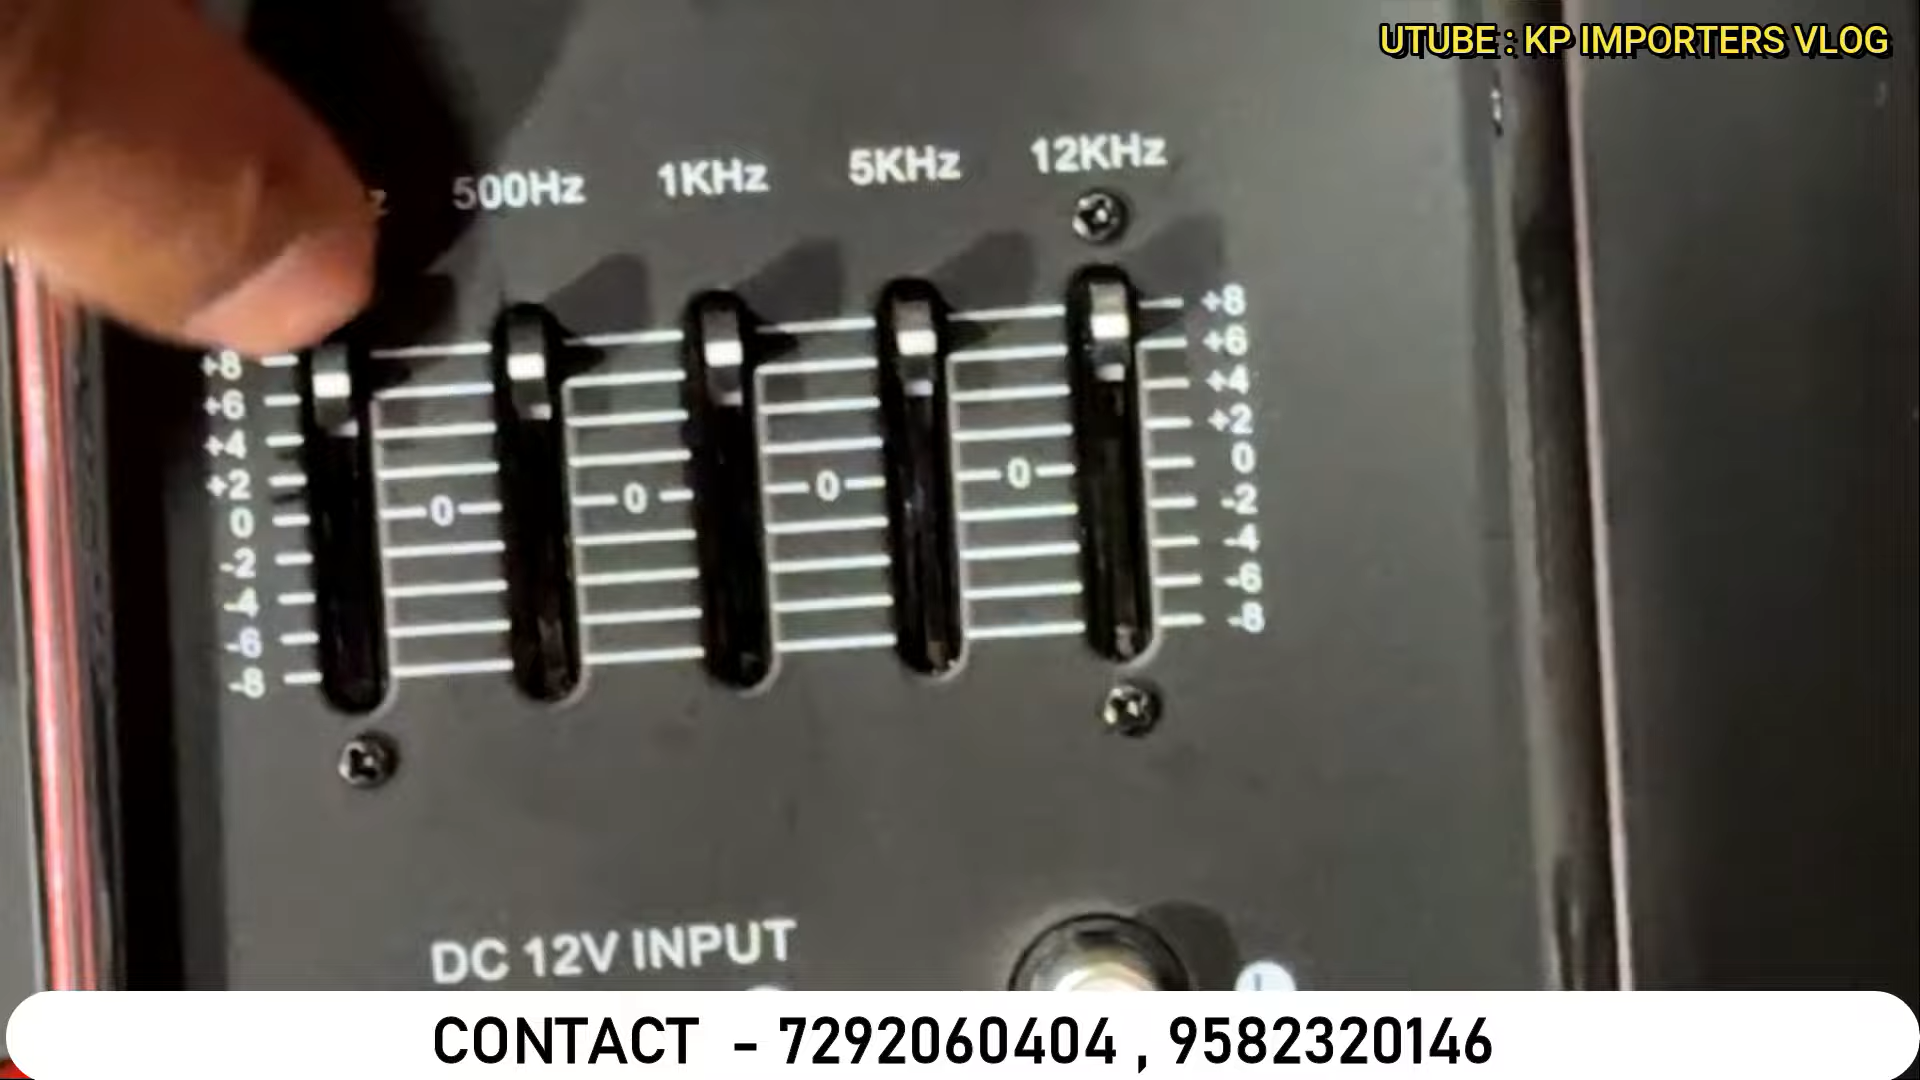 UTUBE : KP IMPORTERS VLOG
500Hz 1KHz 5KHz 12KHz
+8 +8
+6 +6
+4 +4
+2 +2
0 0 0 0 0 0
-2 -2
-4 -4
-6 -6
-8 -8
DC 12V INPUT
CONTACT - 7292060404 , 9582320146